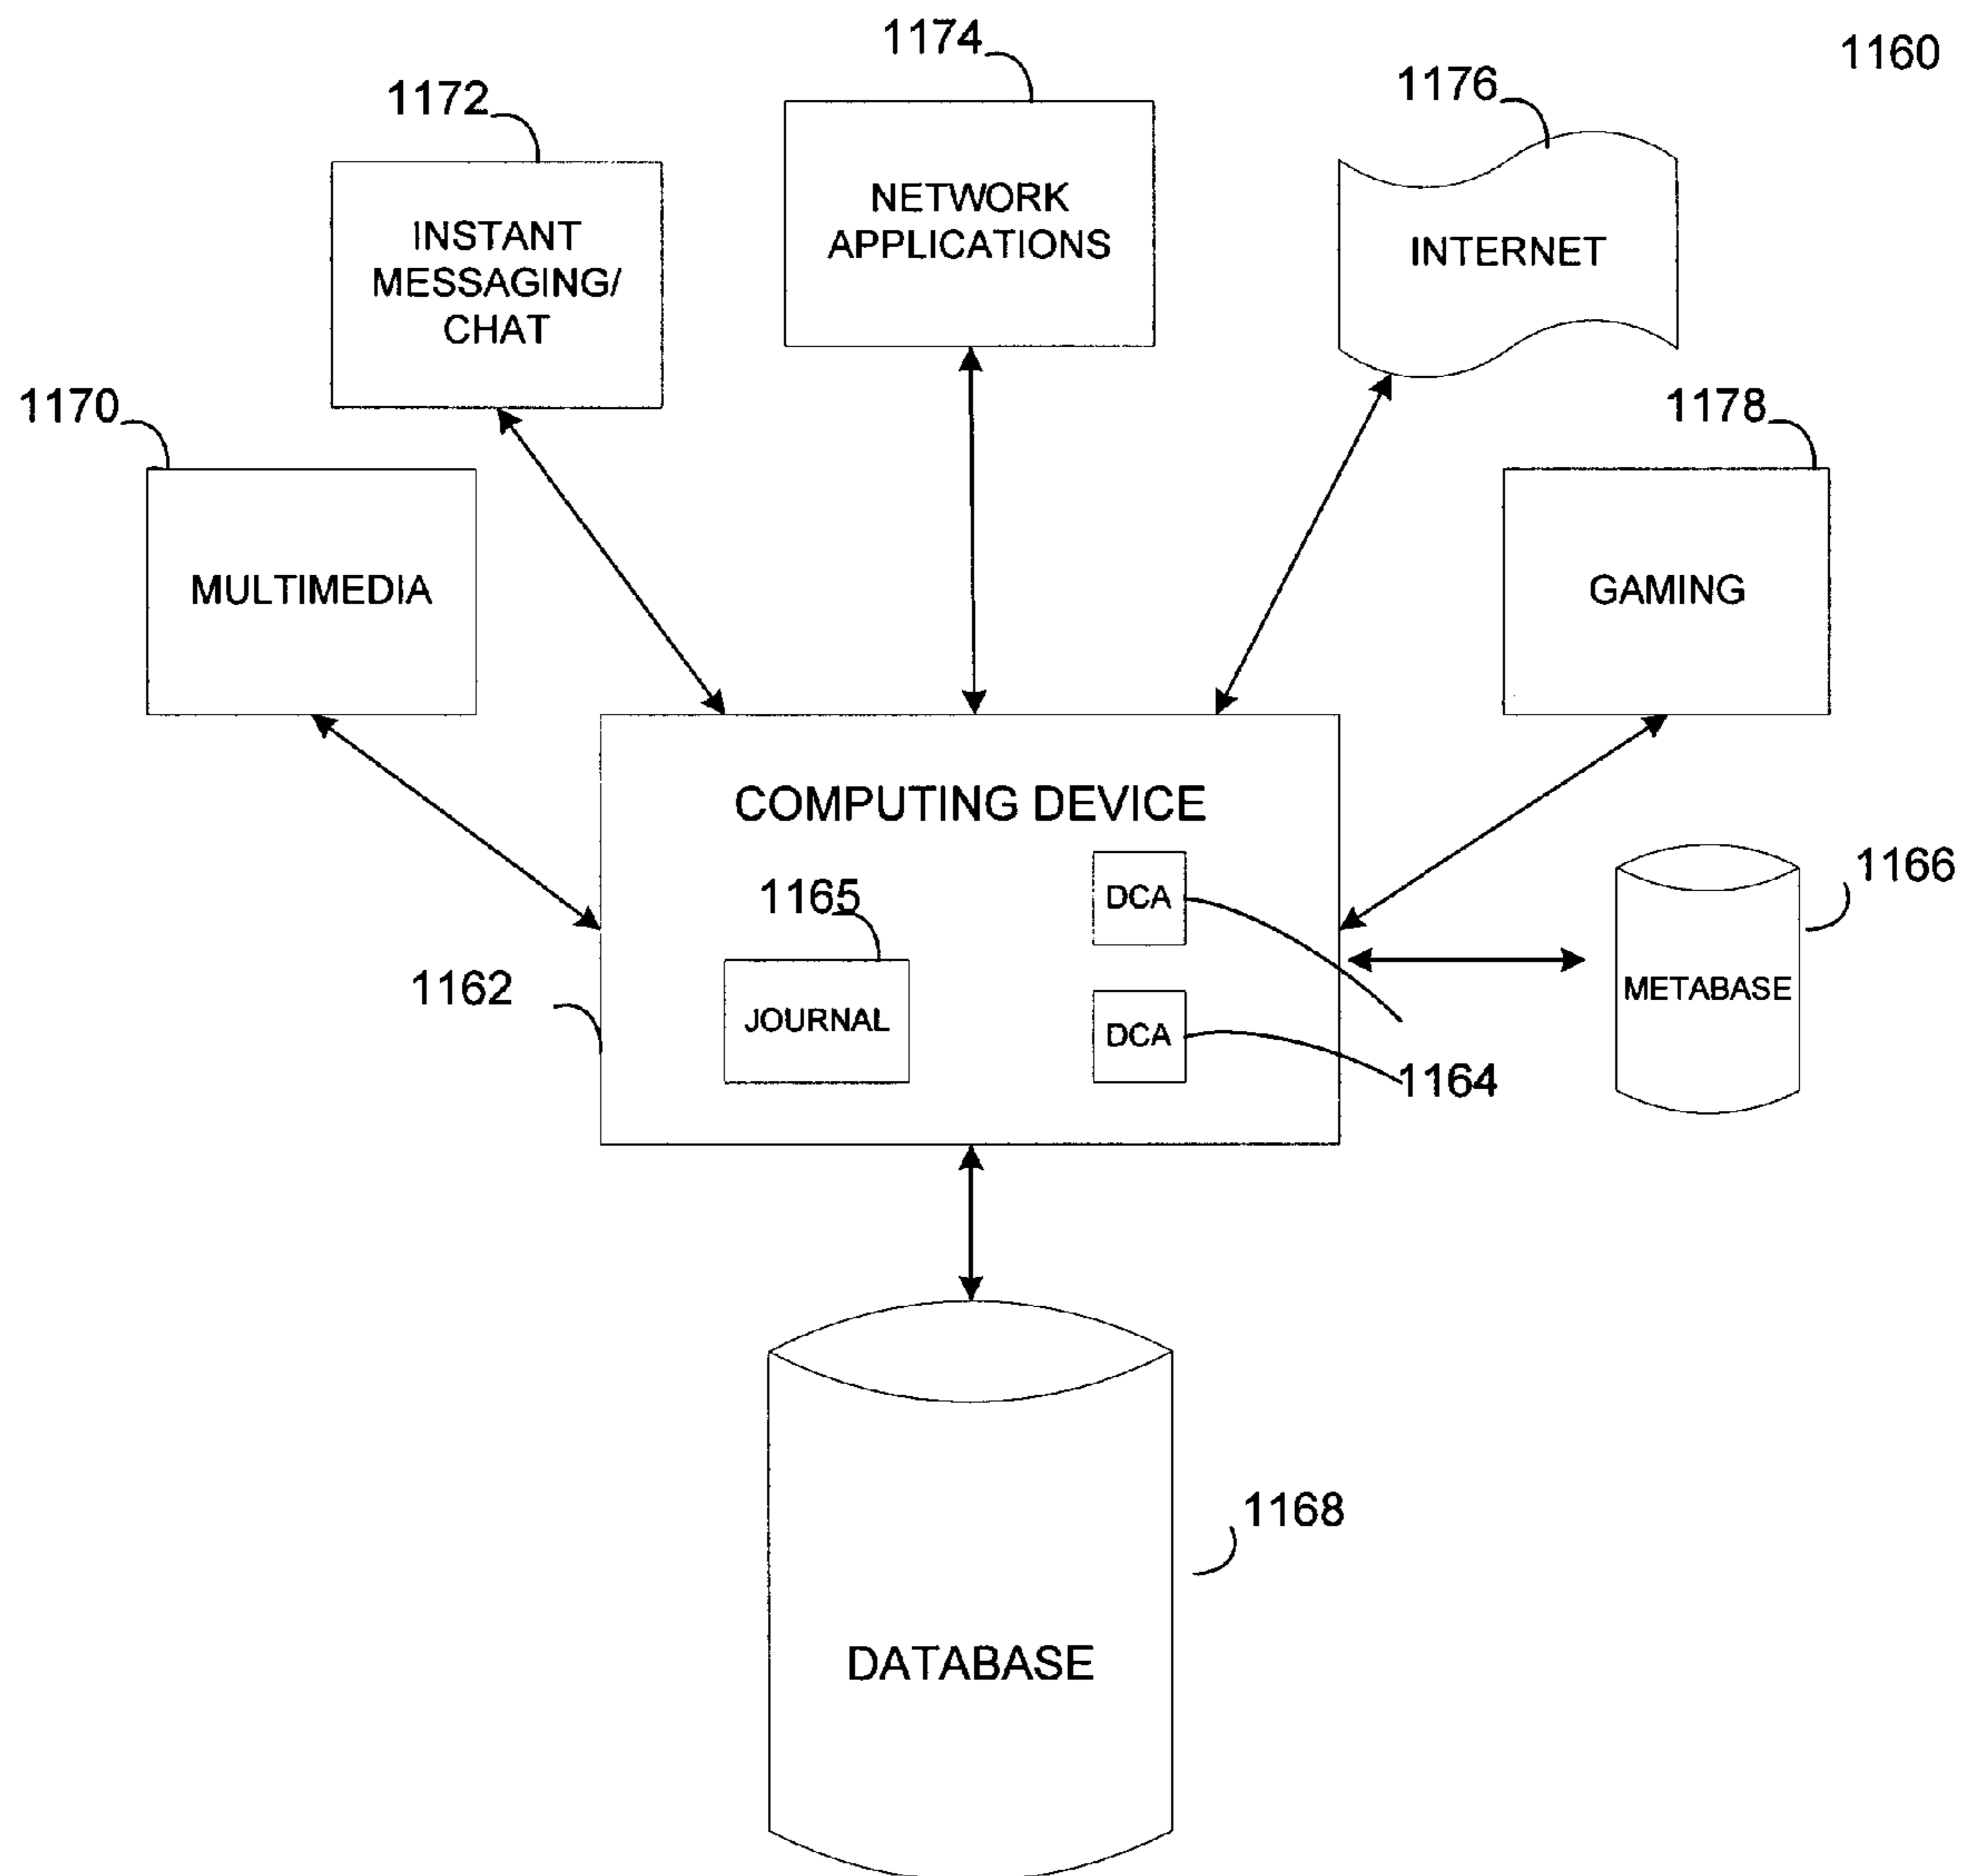 1174
1160
1172
1176
NETWORK
APPLICATIONS
INSTANT
MESSAGING/
CHAT
INTERNET
1170
1178
MULTIMEDIA
GAMING
COMPUTING DEVICE
1165
DCA
1166
1162
JOURNAL
METABASE
DCA
1164
1168
DATABASE